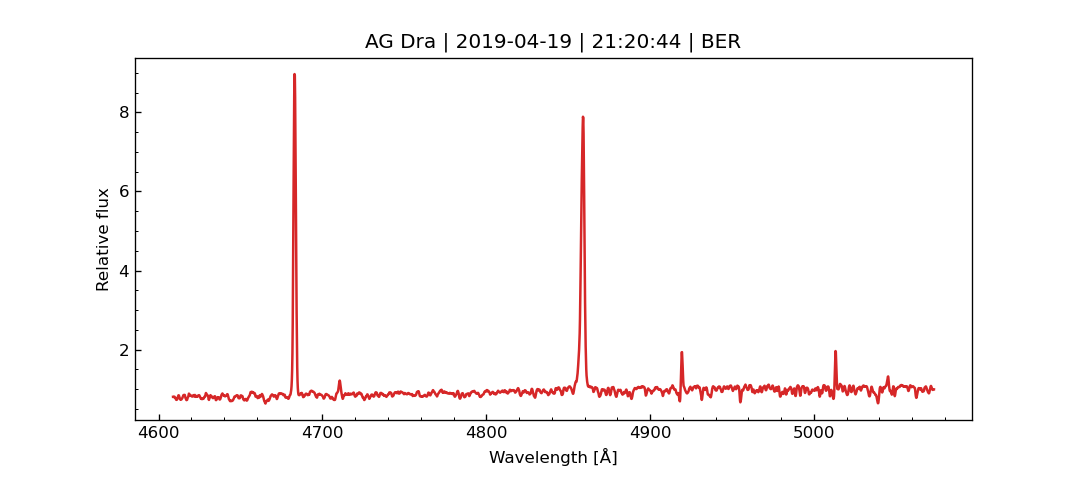 AG Dra | 2019-04-19 | 21:20:44 | BER
Relative flux
8
6
4
2
4600 4700 4800 4900 5000
Wavelength [Å]